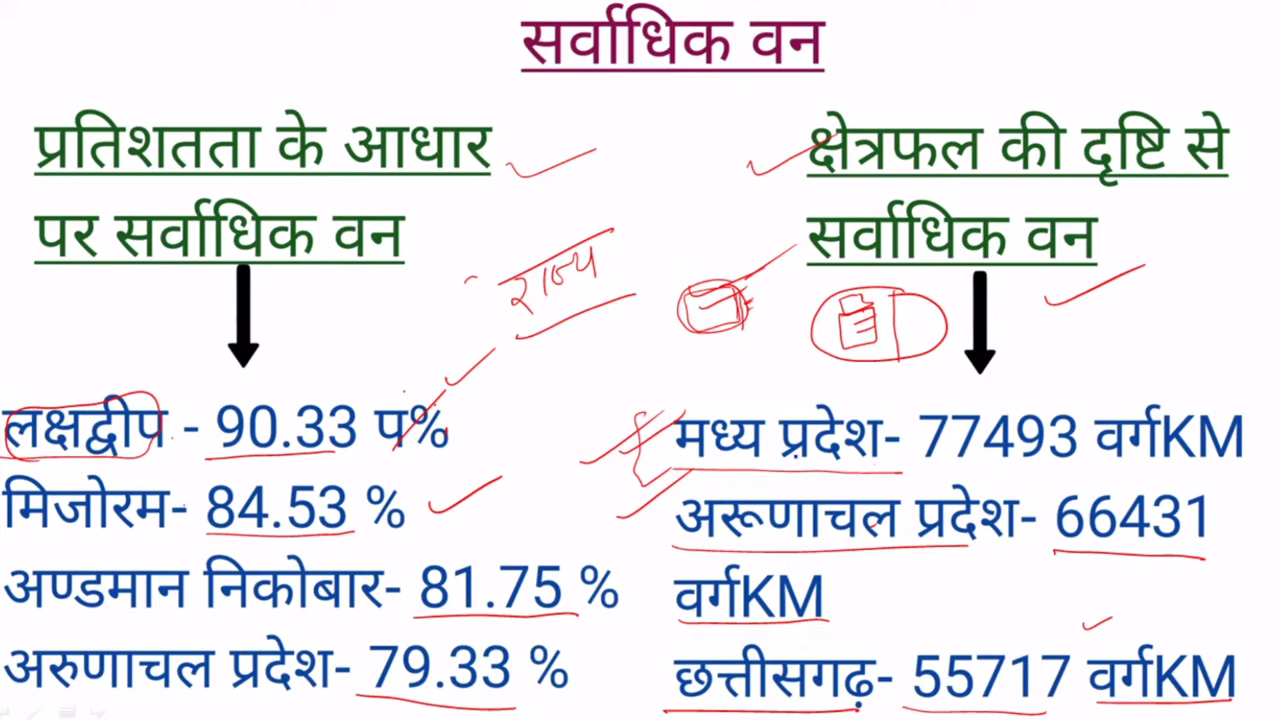 सर्वाधिक वन
प्रतिशतता के आधार
पर सर्वाधिक वन
राज्य
लक्षद्वीप - 90.33 प%
मिजोरम- 84.53 %
अण्डमान निकोबार- 81.75 %
अरुणाचल प्रदेश- 79.33 %
क्षेत्रफल की दृष्टि से
सर्वाधिक वन
मध्य प्रदेश- 77493 वर्गKM
अरूणाचल प्रदेश- 66431
वर्गKM
छत्तीसगढ़- 55717 वर्गKM